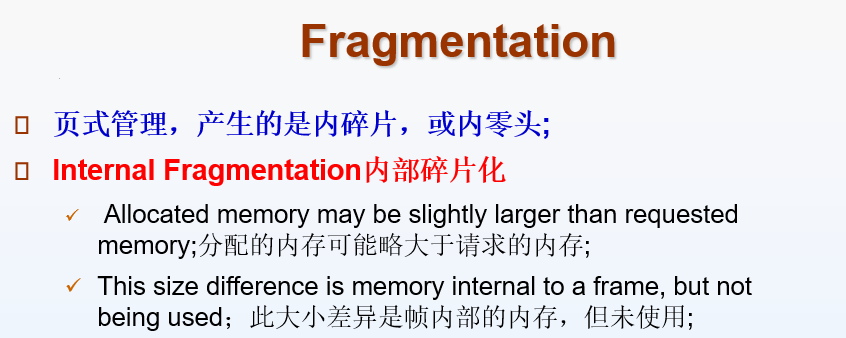 Fragmentation
页式管理，产生的是内碎片，或内零头;
Internal Fragmentation内部碎片化
Allocated memory may be slightly larger than requested
memory;分配的内存可能略大于请求的内存;
This size difference is memory internal to a frame, but not
being used；此大小差异是帧内部的内存，但未使用;